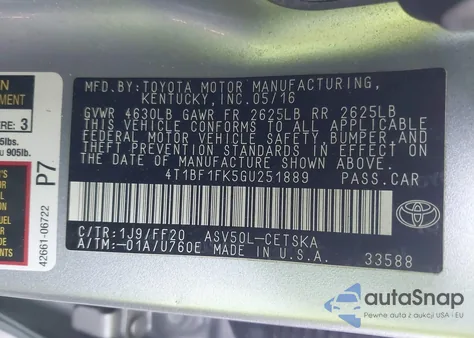 MFD.BY: TOYOTA MOTOR MANUFACTURING,
KENTUCKY, INC. 05/16
GVWR 4630LB GAWR FR 2625LB RR 2625LB
THIS VEHICLE CONFORMS TO ALL APPLICABLE
FEDERAL MOTOR VEHICLE SAFETY, BUMPER, AND
THEFT PREVENTION STANDARDS IN EFFECT ON
THE DATE OF MANUFACTURE SHOWN ABOVE.
4T1BF1FK5GU251889
PASS.CAR
C/TR: 1J9/FF20 ASV50L-CETSKA
A/TM: -01A/U760E MADE IN U.S.A. 33588
TOYOTA
P7
42661-06722
3
905lb.
autoSnap
Pewne auta z aukcji USA i EU